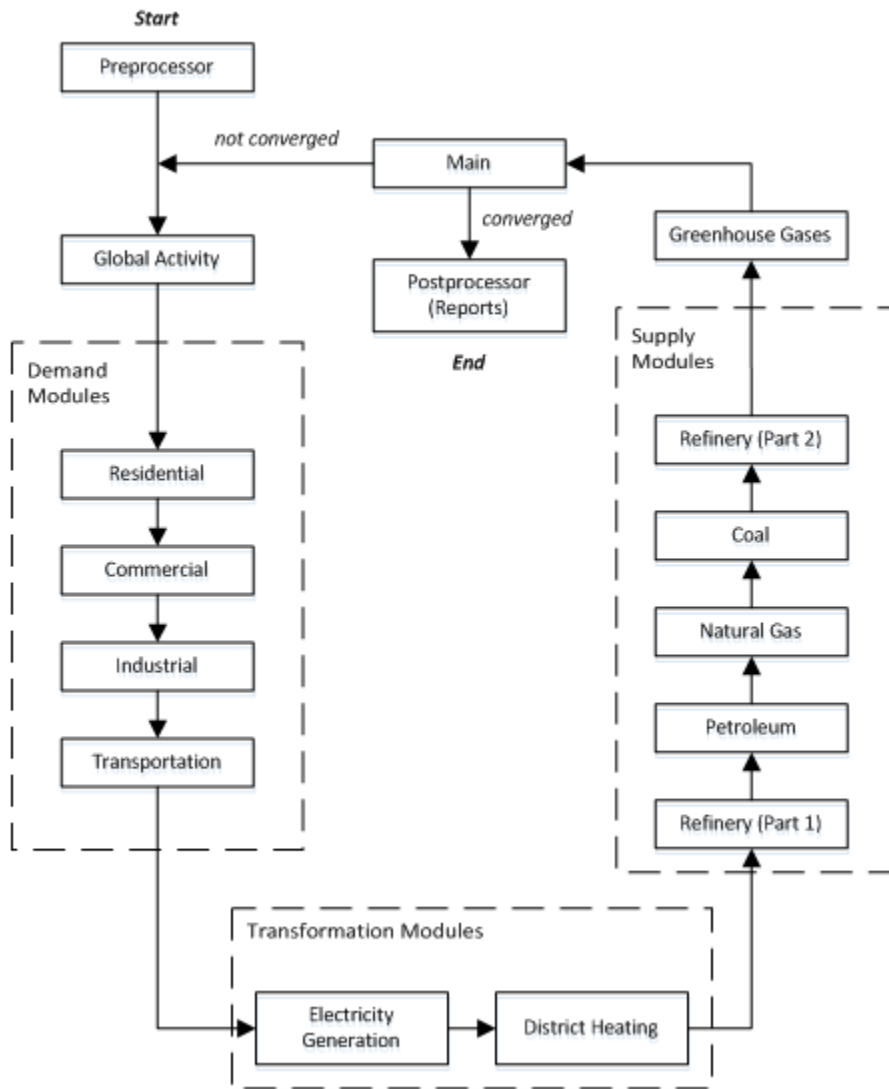 Start
Preprocessor
not converged
Main
converged
Global Activity
Postprocessor
(Reports)
End
Greenhouse Gases
Demand
Modules
Residential
Commercial
Industrial
Transportation
Transformation Modules
Electricity
Generation
District Heating
Supply
Modules
Refinery (Part 2)
Coal
Natural Gas
Petroleum
Refinery (Part 1)